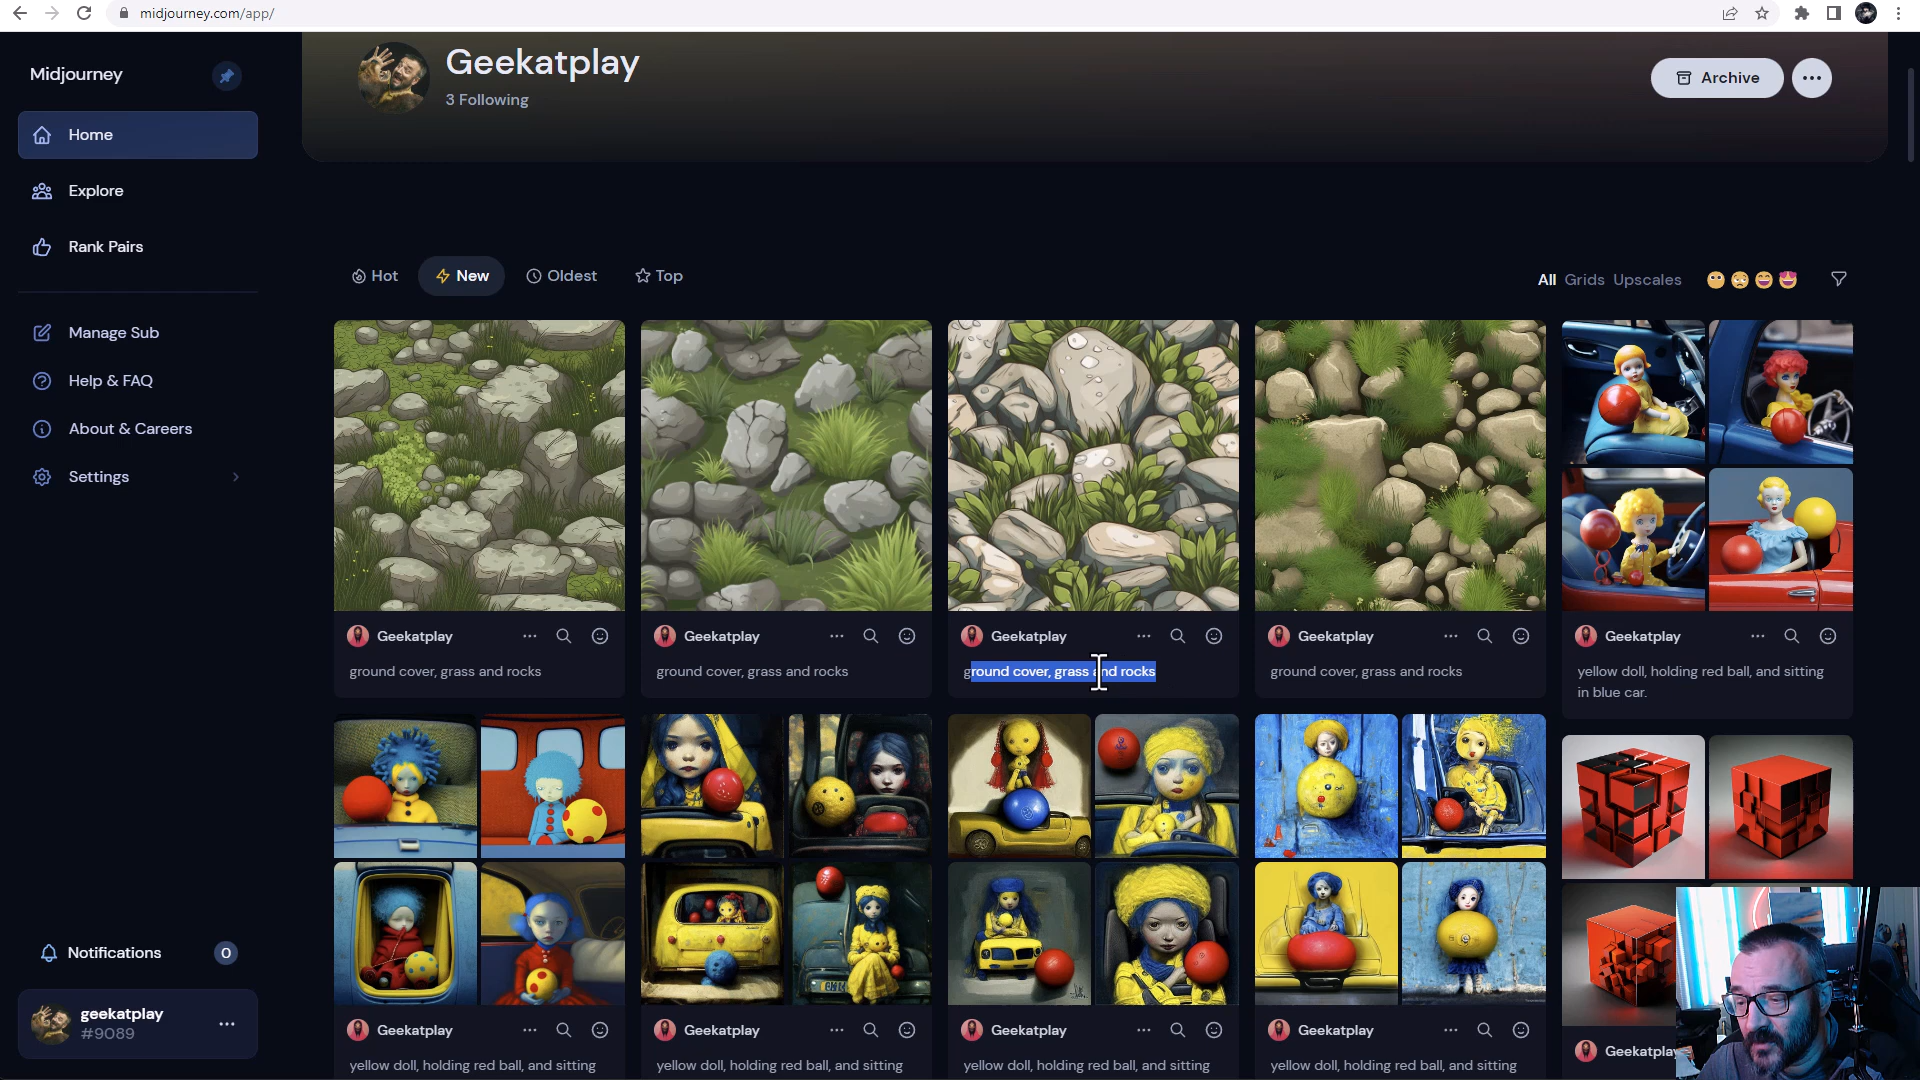 midjourney.com/app/
Midjourney
Home
Explore
Rank Pairs
Manage Sub
Help & FAQ
About & Careers
Settings
Notifications
0
geekatplay
#9089
Geekatplay
3 Following
Archive
Hot
New
Oldest
Top
All Grids Upscales
Geekatplay
ground cover, grass and rocks
Geekatplay
ground cover, grass and rocks
Geekatplay
ground cover, grass and rocks
Geekatplay
ground cover, grass and rocks
Geekatplay
yellow doll, holding red ball, and sitting
in blue car.
Geekatplay
yellow doll, holding red ball, and sitting
Geekatplay
yellow doll, holding red ball, and sitting
Geekatplay
yellow doll, holding red ball, and sitting
Geekatplay
yellow doll, holding red ball, and sitting
Geekatplay